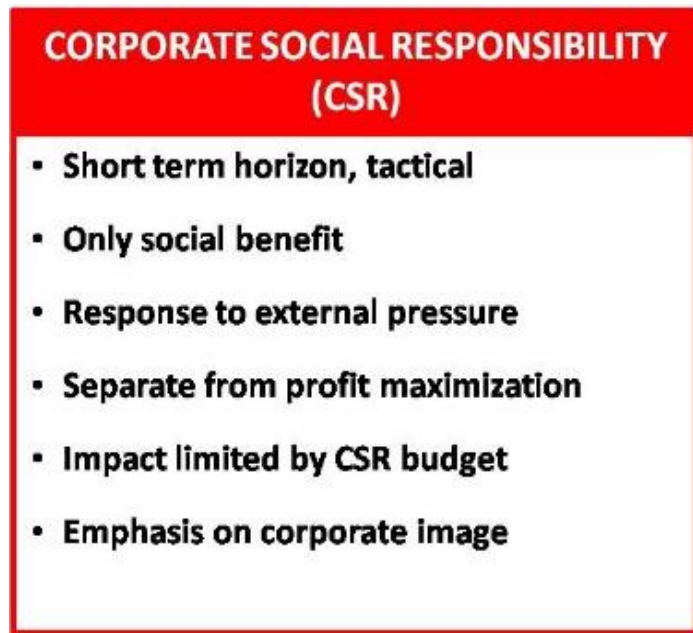 CORPORATE SOCIAL RESPONSIBILITY
(CSR)
▪ Short term horizon, tactical
▪ Only social benefit
▪ Response to external pressure
▪ Separate from profit maximization
▪ Impact limited by CSR budget
▪ Emphasis on corporate image